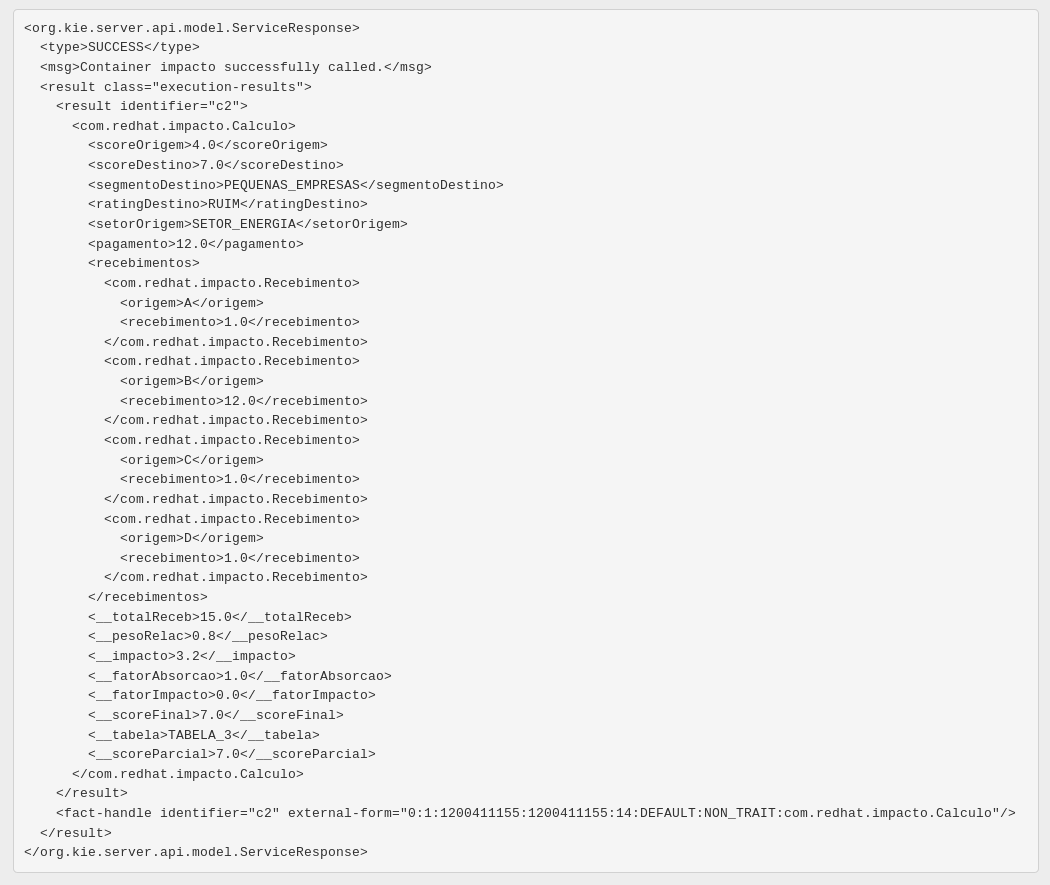 <org.kie.server.api.model.ServiceResponse>
  <type>SUCCESS</type>
  <msg>Container impacto successfully called.</msg>
  <result class="execution-results">
    <result identifier="c2">
      <com.redhat.impacto.Calculo>
        <scoreOrigem>4.0</scoreOrigem>
        <scoreDestino>7.0</scoreDestino>
        <segmentoDestino>PEQUENAS_EMPRESAS</segmentoDestino>
        <ratingDestino>RUIM</ratingDestino>
        <setorOrigem>SETOR_ENERGIA</setorOrigem>
        <pagamento>12.0</pagamento>
        <recebimentos>
          <com.redhat.impacto.Recebimento>
            <origem>A</origem>
            <recebimento>1.0</recebimento>
          </com.redhat.impacto.Recebimento>
          <com.redhat.impacto.Recebimento>
            <origem>B</origem>
            <recebimento>12.0</recebimento>
          </com.redhat.impacto.Recebimento>
          <com.redhat.impacto.Recebimento>
            <origem>C</origem>
            <recebimento>1.0</recebimento>
          </com.redhat.impacto.Recebimento>
          <com.redhat.impacto.Recebimento>
            <origem>D</origem>
            <recebimento>1.0</recebimento>
          </com.redhat.impacto.Recebimento>
        </recebimentos>
        <__totalReceb>15.0</__totalReceb>
        <__pesoRelac>0.8</__pesoRelac>
        <__impacto>3.2</__impacto>
        <__fatorAbsorcao>1.0</__fatorAbsorcao>
        <__fatorImpacto>0.0</__fatorImpacto>
        <__scoreFinal>7.0</__scoreFinal>
        <__tabela>TABELA_3</__tabela>
        <__scoreParcial>7.0</__scoreParcial>
      </com.redhat.impacto.Calculo>
    </result>
    <fact-handle identifier="c2" external-form="0:1:1200411155:1200411155:14:DEFAULT:NON_TRAIT:com.redhat.impacto.Calculo"/>
  </result>
</org.kie.server.api.model.ServiceResponse>